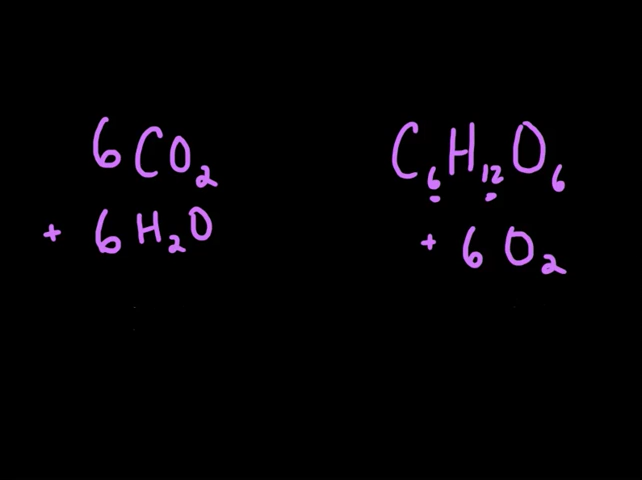 6CO₂
+ 6H₂O
C₆H₁₂O₆
+ 6O₂